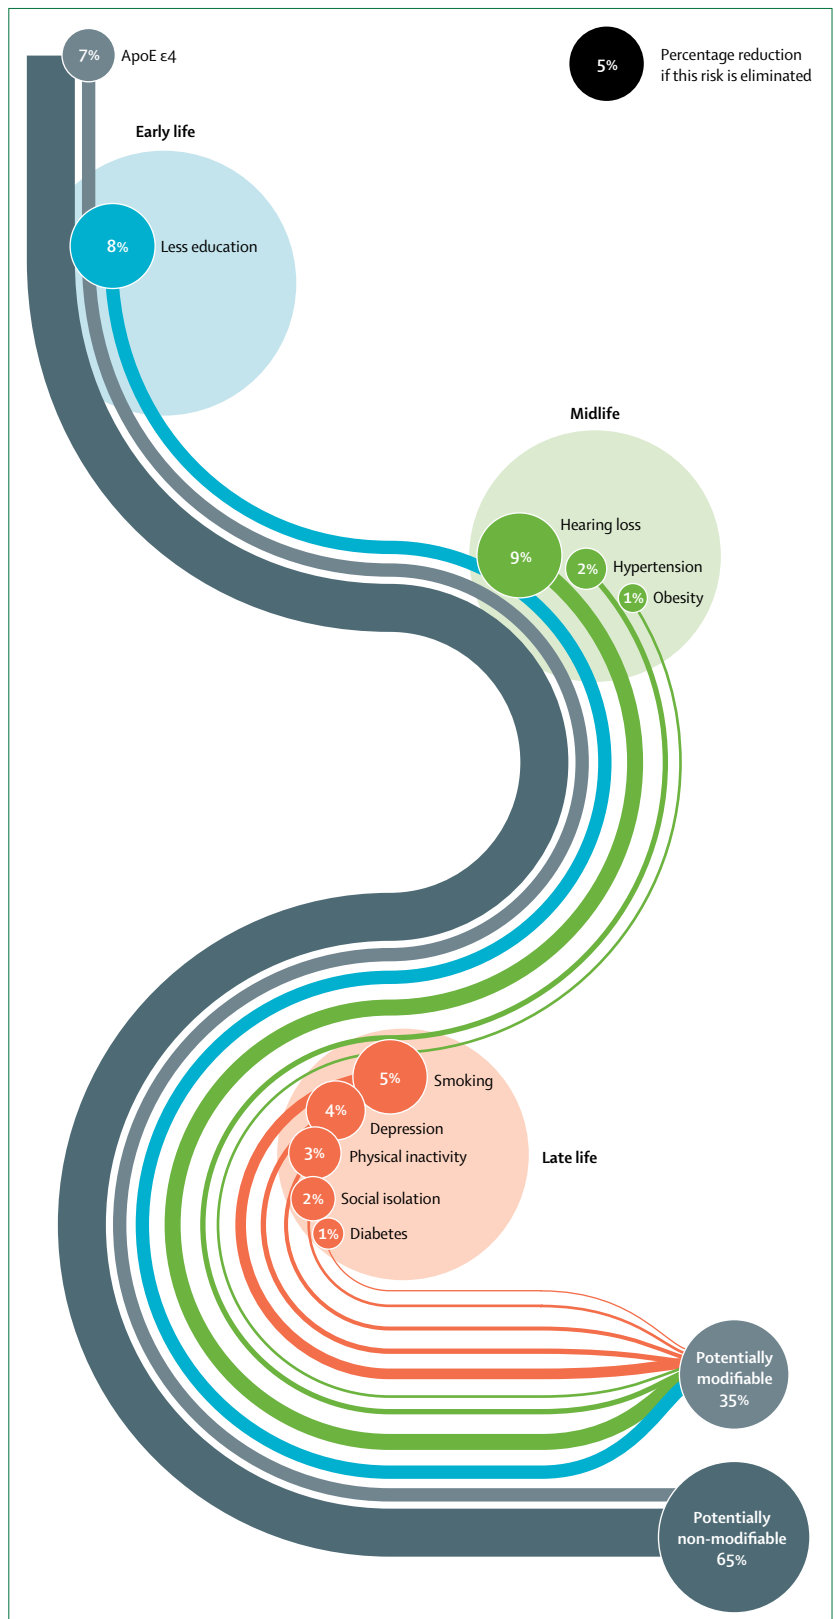 7%
ApoE ε4
5%
Percentage reduction
if this risk is eliminated
Early life
8%
Less education
Midlife
Hearing loss
9%
2%
Hypertension
1%
Obesity
5%
Smoking
4%
Depression
3%
Physical inactivity
Late life
2%
Social isolation
1%
Diabetes
Potentially
modifiable
35%
Potentially
non-modifiable
65%